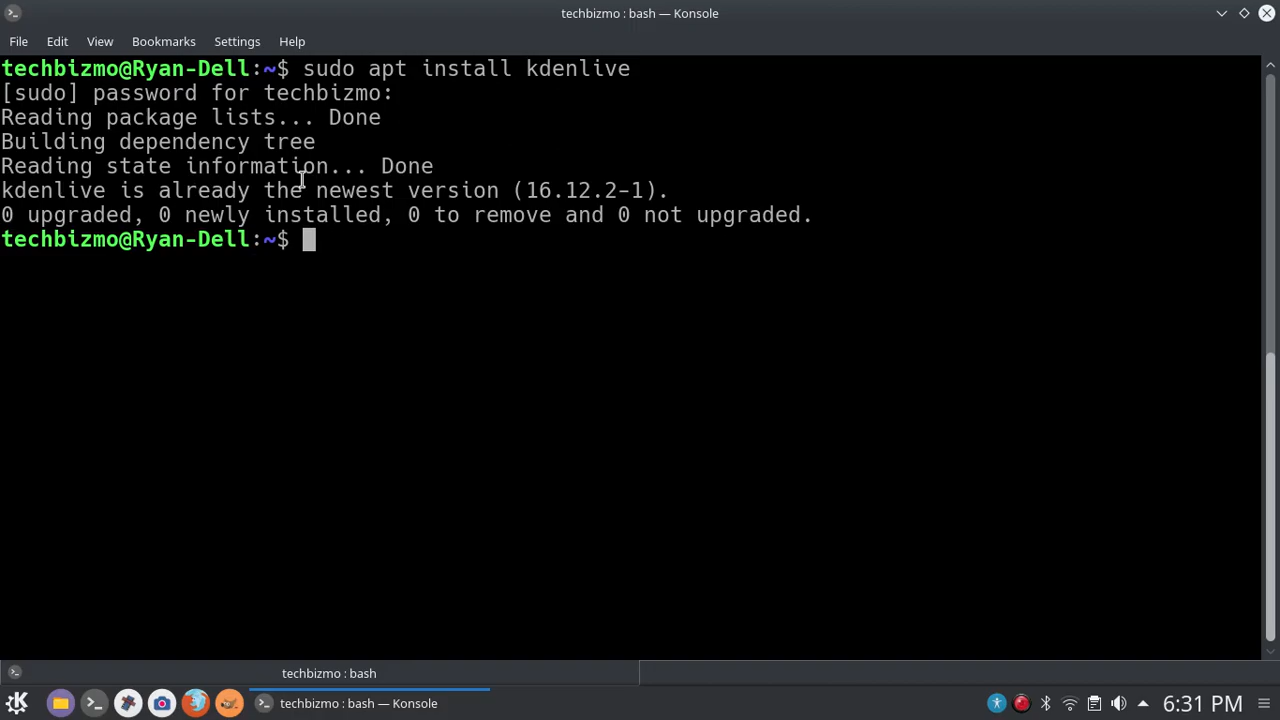 techbizmo : bash — Konsole
File Edit View Bookmarks Settings Help
techbizmo@Ryan-Dell:~$ sudo apt install kdenlive
[sudo] password for techbizmo:
Reading package lists... Done
Building dependency tree
Reading state information... Done
kdenlive is already the newest version (16.12.2-1).
0 upgraded, 0 newly installed, 0 to remove and 0 not upgraded.
techbizmo@Ryan-Dell:~$
techbizmo : bash
techbizmo : bash — Konsole
6:31 PM